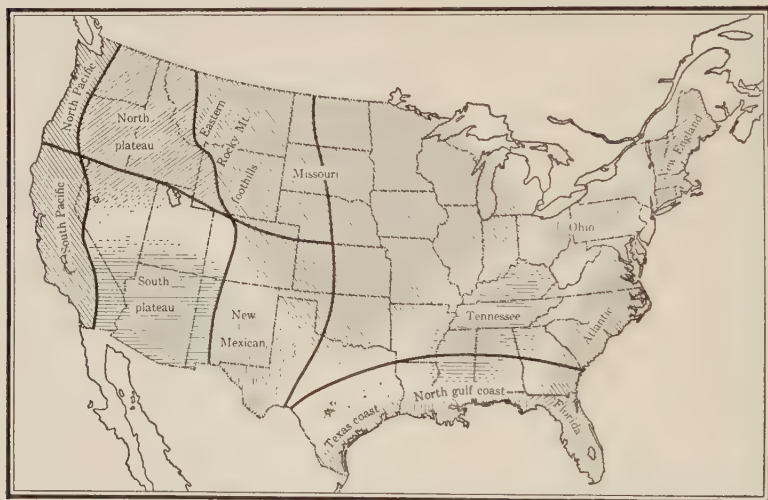 North Pacific
North
plateau
Eastern
Rocky Mt.
foothills
Missouri
New England
Ohio
South Pacific
South
plateau
New
Mexican
Tennessee
Atlantic
Texas coast
North gulf coast
Florida